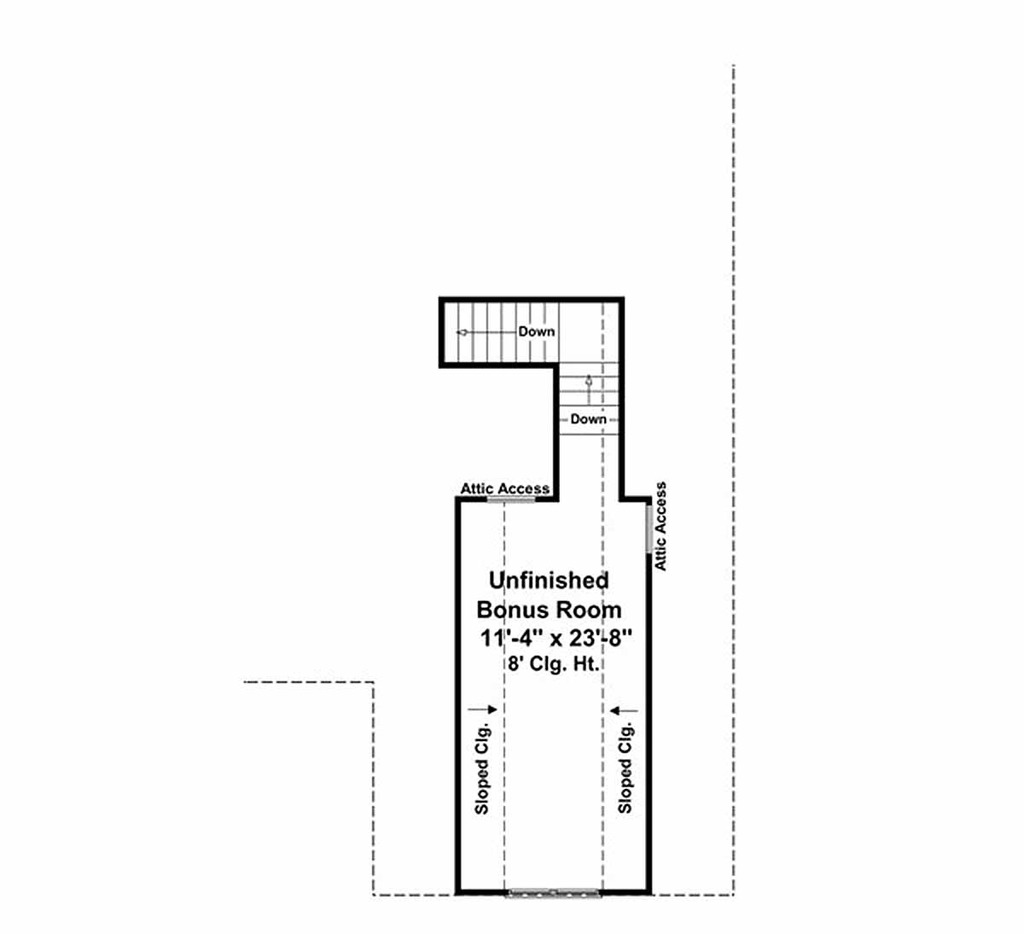 Down
Down
Attic Access
Attic Access
Unfinished
Bonus Room
11'-4" x 23'-8"
8' Clg. Ht.
Sloped Clg.
Sloped Clg.